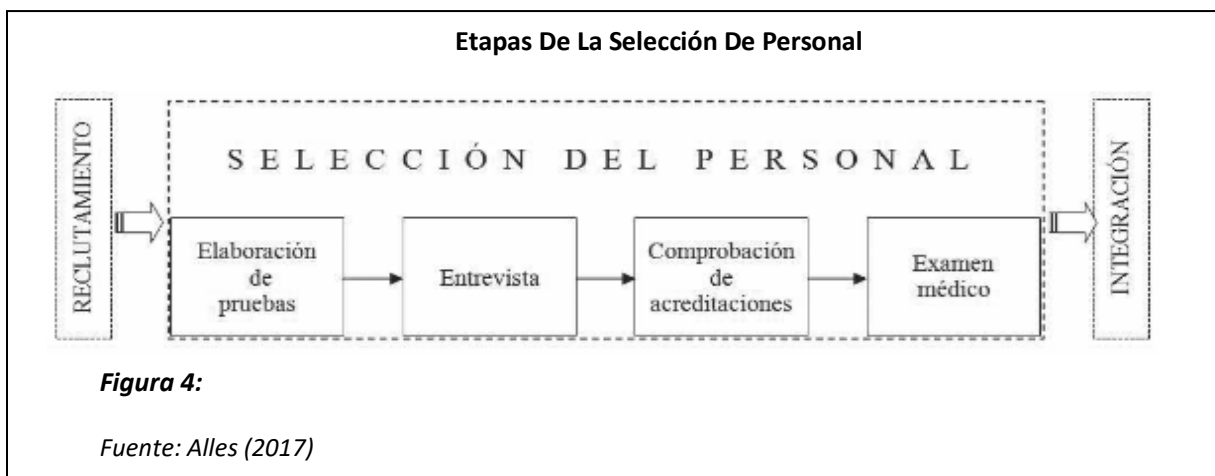 Etapas De La Selección De Personal
RECLUTAMIENTO
SELECCIÓN DEL PERSONAL
Elaboración
de
pruebas
Entrevista
Comprobación
de
acreditaciones
Examen
médico
INTEGRACIÓN
Figura 4:
Fuente: Alles (2017)